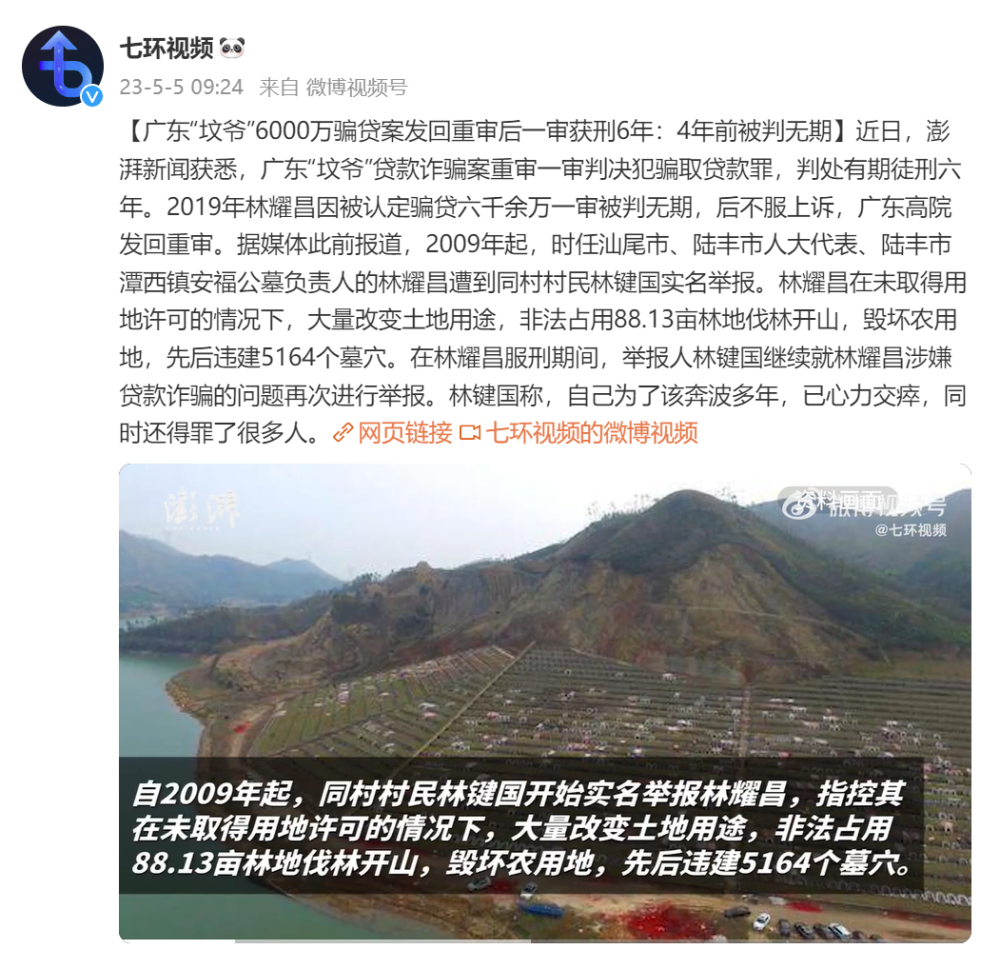 七环视频
23-5-5 09:24 来自 微博视频号
【广东“坟爷”6000万骗贷案发回重审后一审获刑6年：4年前被判无期】近日，澎
湃新闻获悉，广东“坟爷”贷款诈骗案重审一审判决犯骗取贷款罪，判处有期徒刑六
年。2019年林耀昌因被认定骗贷六千余万一审被判无期，后不服上诉，广东高院
发回重审。据媒体此前报道，2009年起，时任汕尾市、陆丰市人大代表、陆丰市
潭西镇安福公墓负责人的林耀昌遭到同村村民林键国实名举报。林耀昌在未取得用
地许可的情况下，大量改变土地用途，非法占用88.13亩林地伐林开山，毁坏农用
地，先后违建5164个墓穴。在林耀昌服刑期间，举报人林键国继续就林耀昌涉嫌
贷款诈骗的问题再次进行举报。林键国称，自己为了该奔波多年，已心力交瘁，同
时还得罪了很多人。网页链接 七环视频的微博视频
澎湃
资料画面
微博视频号
@七环视频
自2009年起，同村村民林键国开始实名举报林耀昌，指控其
在未取得用地许可的情况下，大量改变土地用途，非法占用
88.13亩林地伐林开山，毁坏农用地，先后违建5164个墓穴。